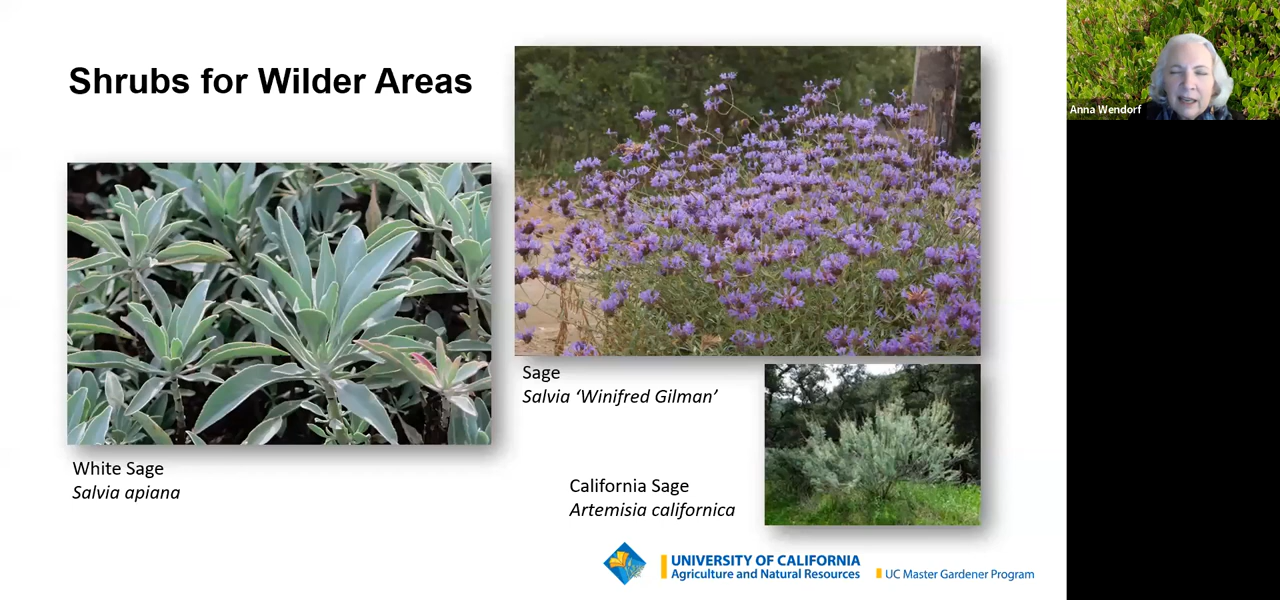 Shrubs for Wilder Areas
Anna Wendorf
Sage
Salvia ‘Winifred Gilman’
White Sage
Salvia apiana
California Sage
Artemisia californica
UNIVERSITY OF CALIFORNIA
Agriculture and Natural Resources
UC Master Gardener Program